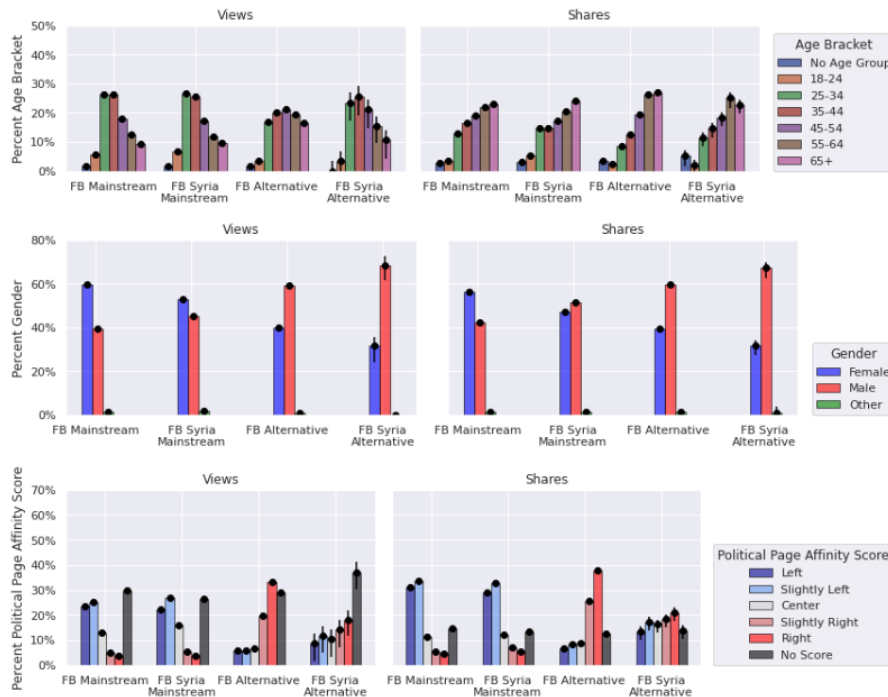 Views
Shares
Percent Age Bracket
50%
40%
30%
20%
10%
0%
FB Mainstream
FB Syria
Mainstream
FB Alternative
FB Syria
Alternative
FB Mainstream
FB Syria
Mainstream
FB Alternative
FB Syria
Alternative
Age Bracket
No Age Group
18-24
25-34
35-44
45-54
55-64
65+
Views
Shares
Percent Gender
80%
60%
40%
20%
0%
FB Mainstream
FB Syria
Mainstream
FB Alternative
FB Syria
Alternative
FB Mainstream
FB Syria
Mainstream
FB Alternative
FB Syria
Alternative
Gender
Female
Male
Other
Views
Shares
Percent Political Page Affinity Score
70%
60%
50%
40%
30%
20%
10%
0%
FB Mainstream
FB Syria
Mainstream
FB Alternative
FB Syria
Alternative
FB Mainstream
FB Syria
Mainstream
FB Alternative
FB Syria
Alternative
Political Page Affinity Score
Left
Slightly Left
Center
Slightly Right
Right
No Score